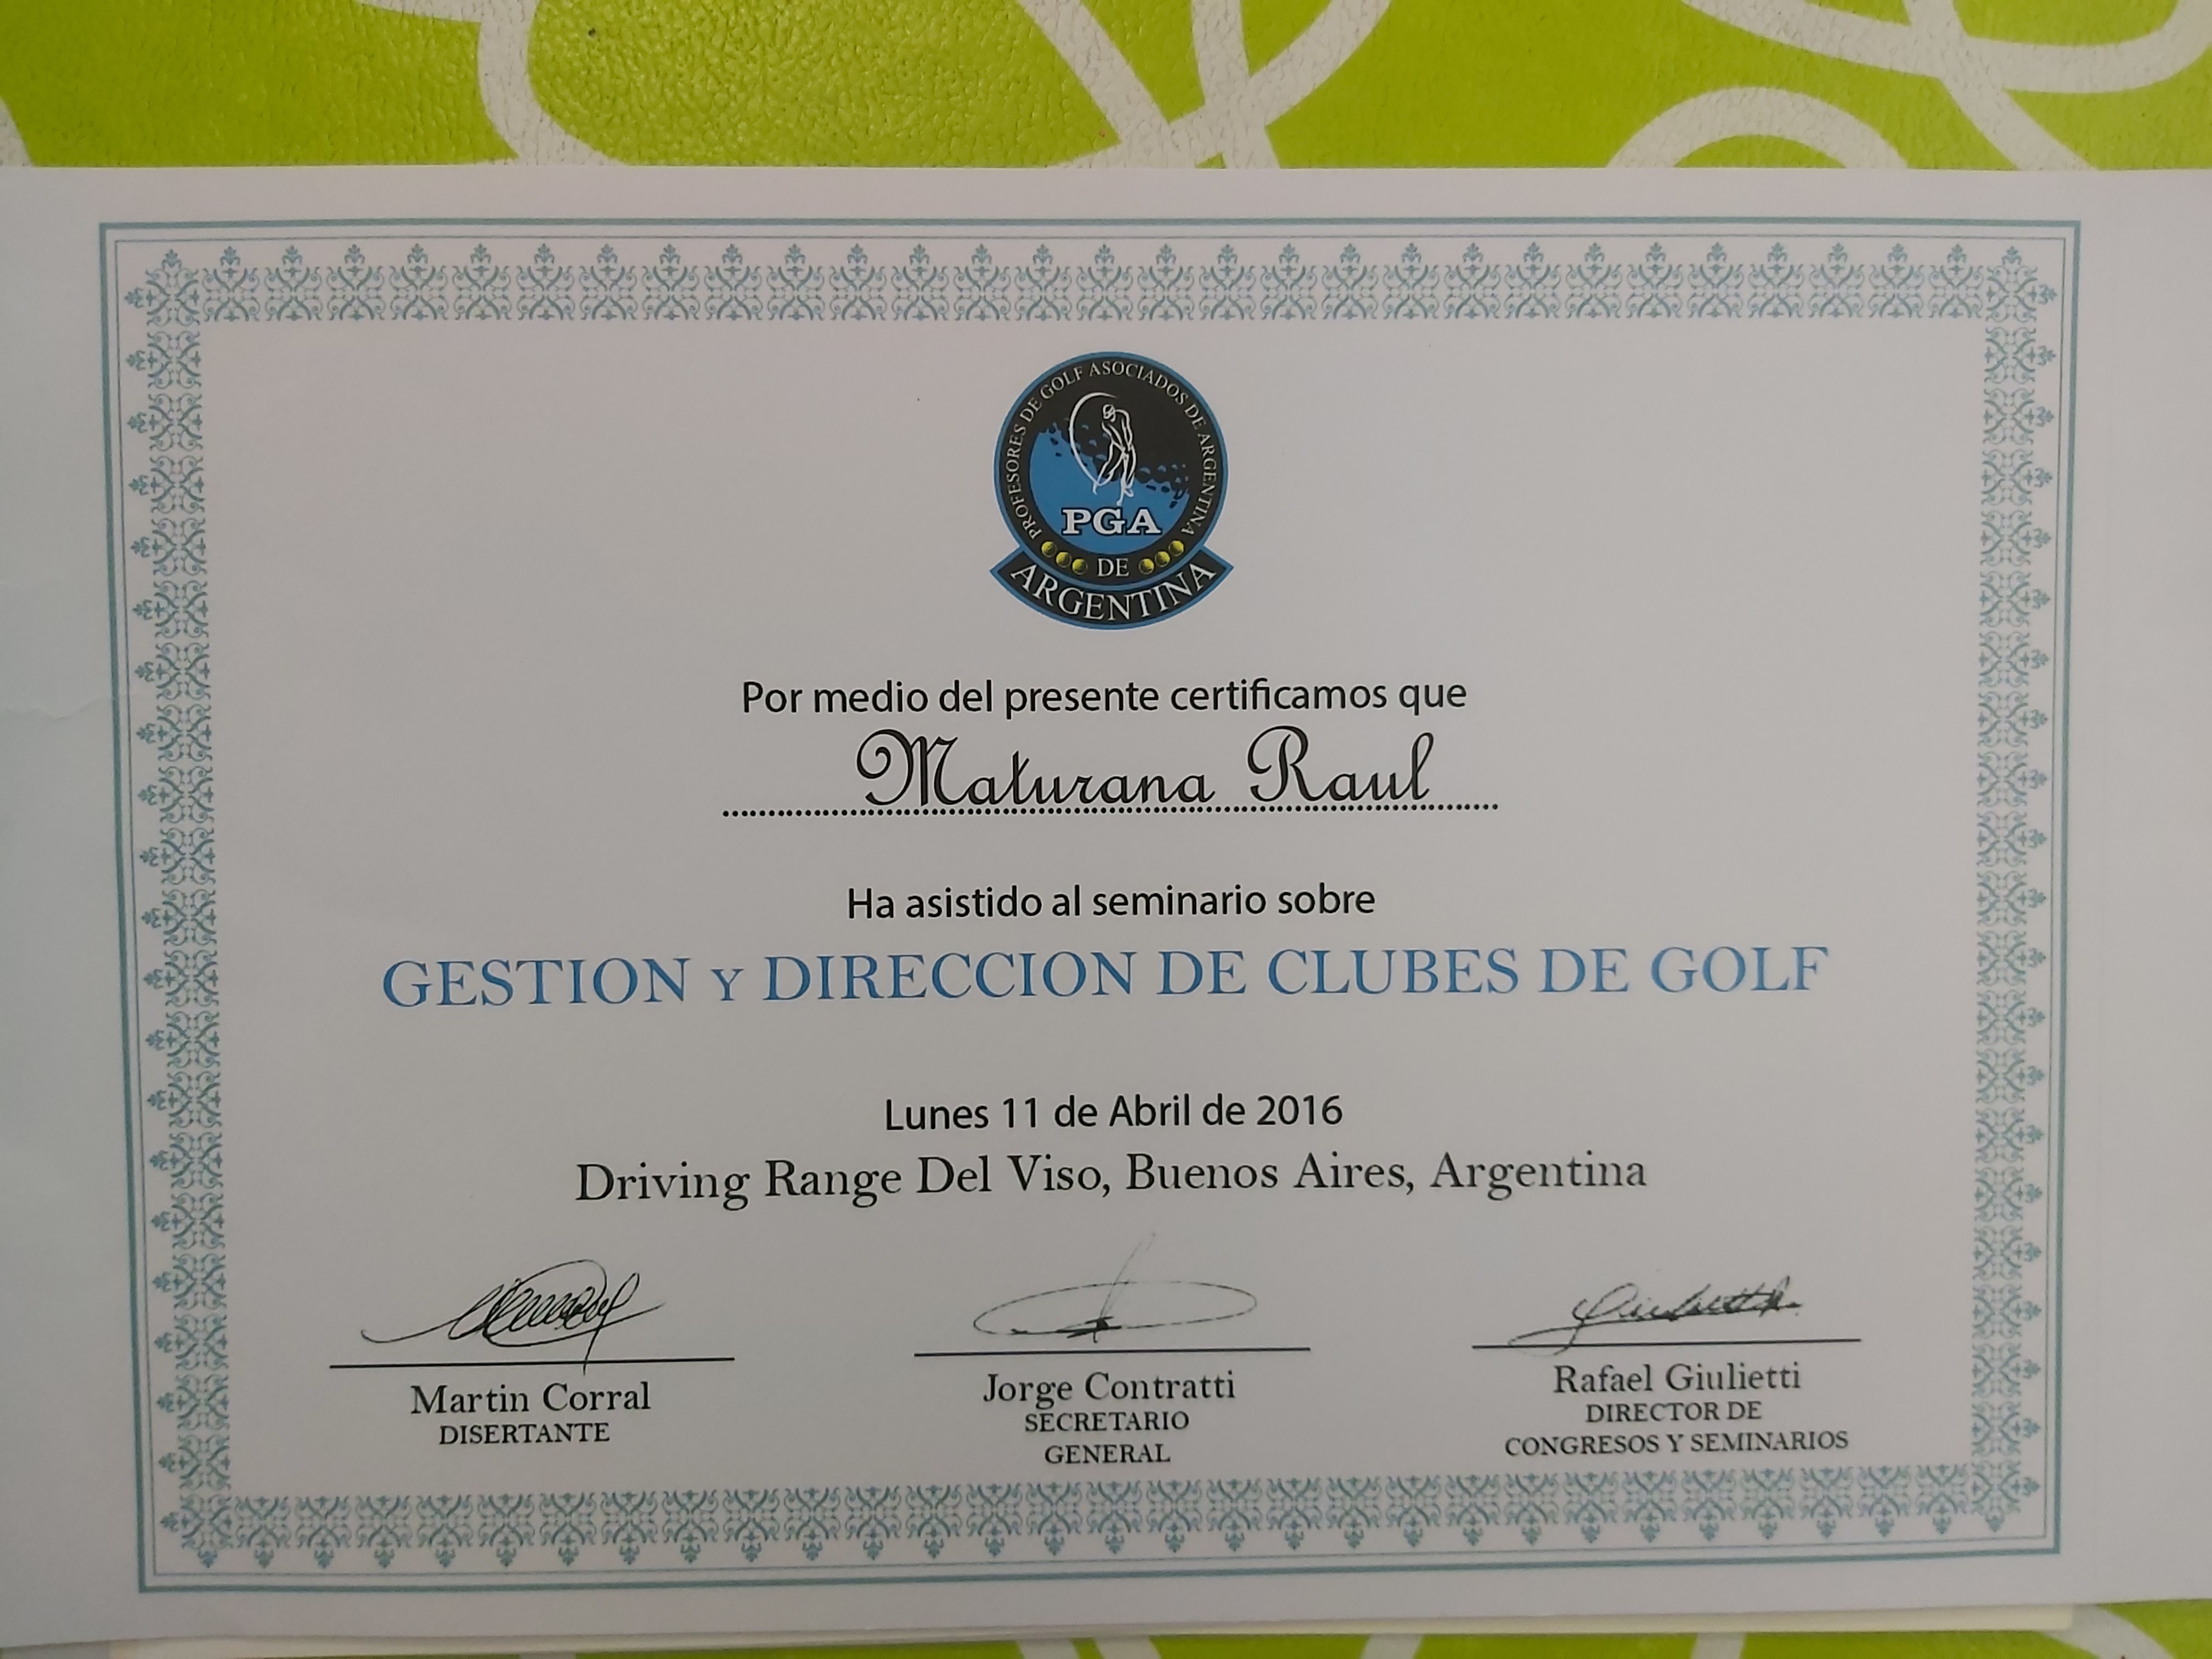 PROFESORES DE GOLF ASOCIADOS DE ARGENTINA
PGA
DE
ARGENTINA
Por medio del presente certificamos que
Maturana Raul
Ha asistido al seminario sobre
GESTION Y DIRECCION DE CLUBES DE GOLF
Lunes 11 de Abril de 2016
Driving Range Del Viso, Buenos Aires, Argentina
Martin Corral
DISERTANTE
Jorge Contratti
SECRETARIO
GENERAL
Rafael Giulietti
DIRECTOR DE
CONGRESOS Y SEMINARIOS